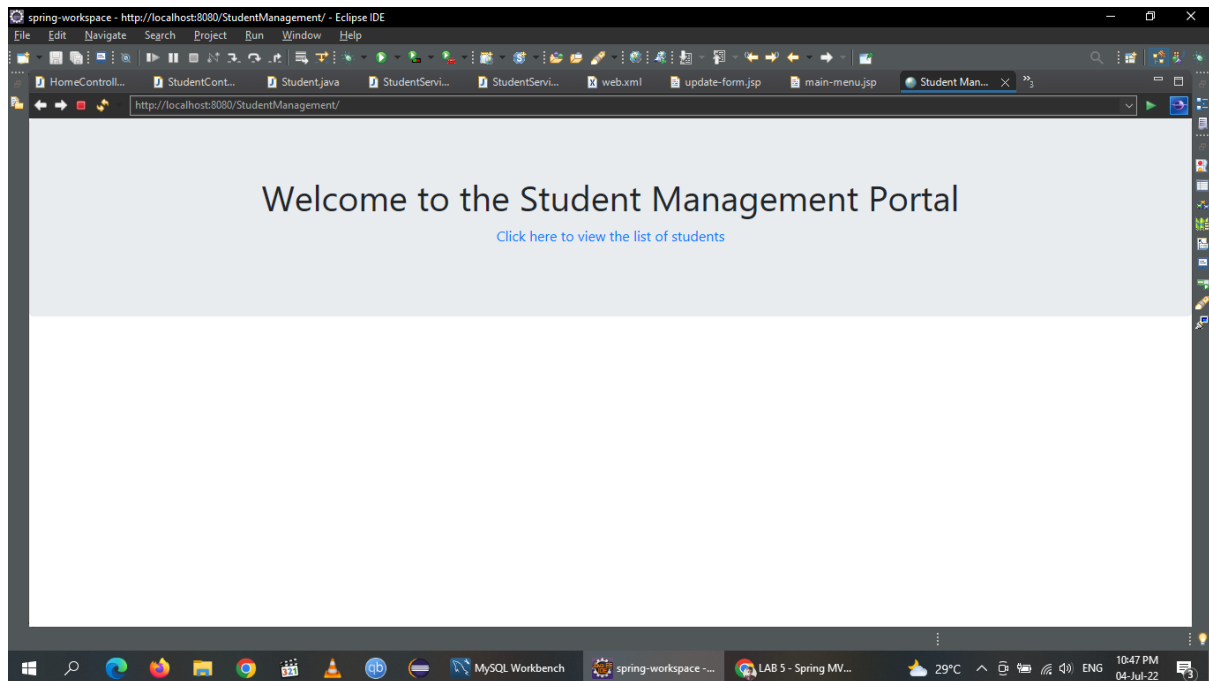 spring-workspace - http://localhost:8080/StudentManagement/ - Eclipse IDE
File Edit Navigate Search Project Run Window Help
HomeControll... StudentCont... Student.java StudentServi... StudentServi... web.xml update-form.jsp main-menu.jsp Student Man... 3
http://localhost:8080/StudentManagement/
Welcome to the Student Management Portal
Click here to view the list of students
MySQL Workbench spring-workspace -... LAB 5 - Spring MV... 29°C ENG 10:47 PM
04-Jul-22 3